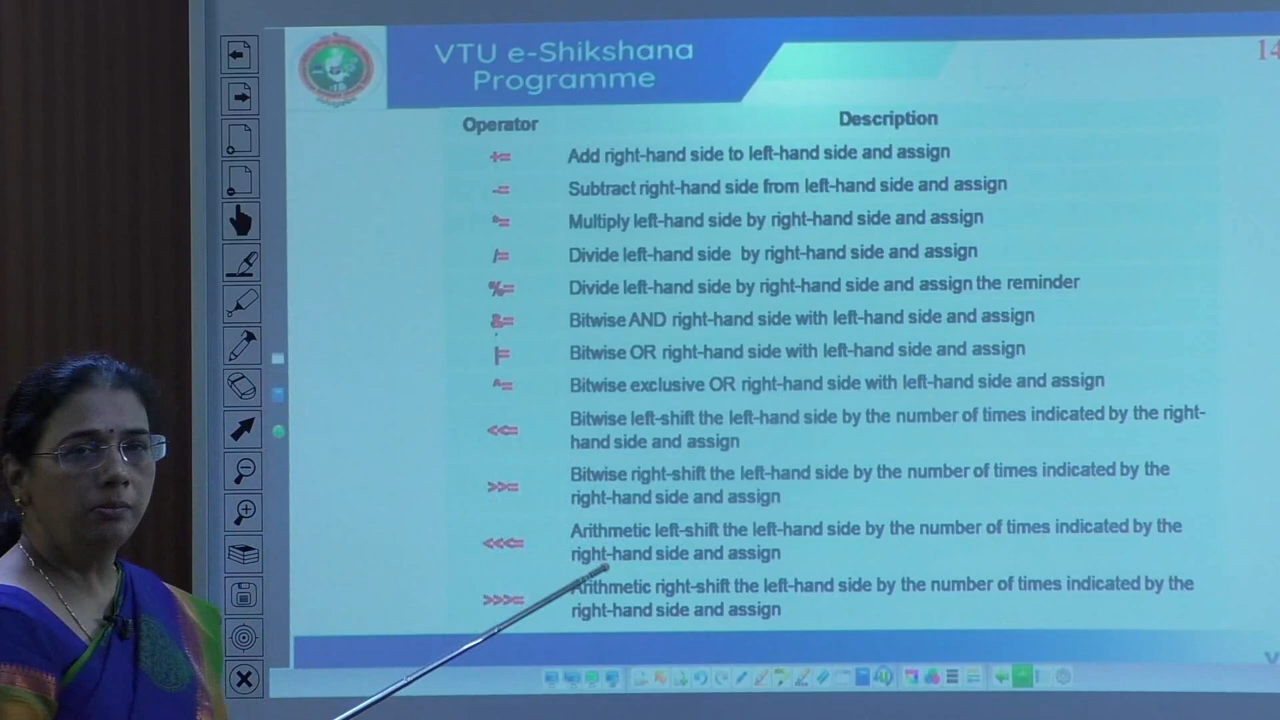 VTU e-Shikshana
Programme
14
Operator Description
+= Add right-hand side to left-hand side and assign
-= Subtract right-hand side from left-hand side and assign
*= Multiply left-hand side by right-hand side and assign
/= Divide left-hand side by right-hand side and assign
%= Divide left-hand side by right-hand side and assign the reminder
&= Bitwise AND right-hand side with left-hand side and assign
|= Bitwise OR right-hand side with left-hand side and assign
^= Bitwise exclusive OR right-hand side with left-hand side and assign
<<= Bitwise left-shift the left-hand side by the number of times indicated by the right-
hand side and assign
>>= Bitwise right-shift the left-hand side by the number of times indicated by the
right-hand side and assign
<<<= Arithmetic left-shift the left-hand side by the number of times indicated by the
right-hand side and assign
>>>= Arithmetic right-shift the left-hand side by the number of times indicated by the
right-hand side and assign